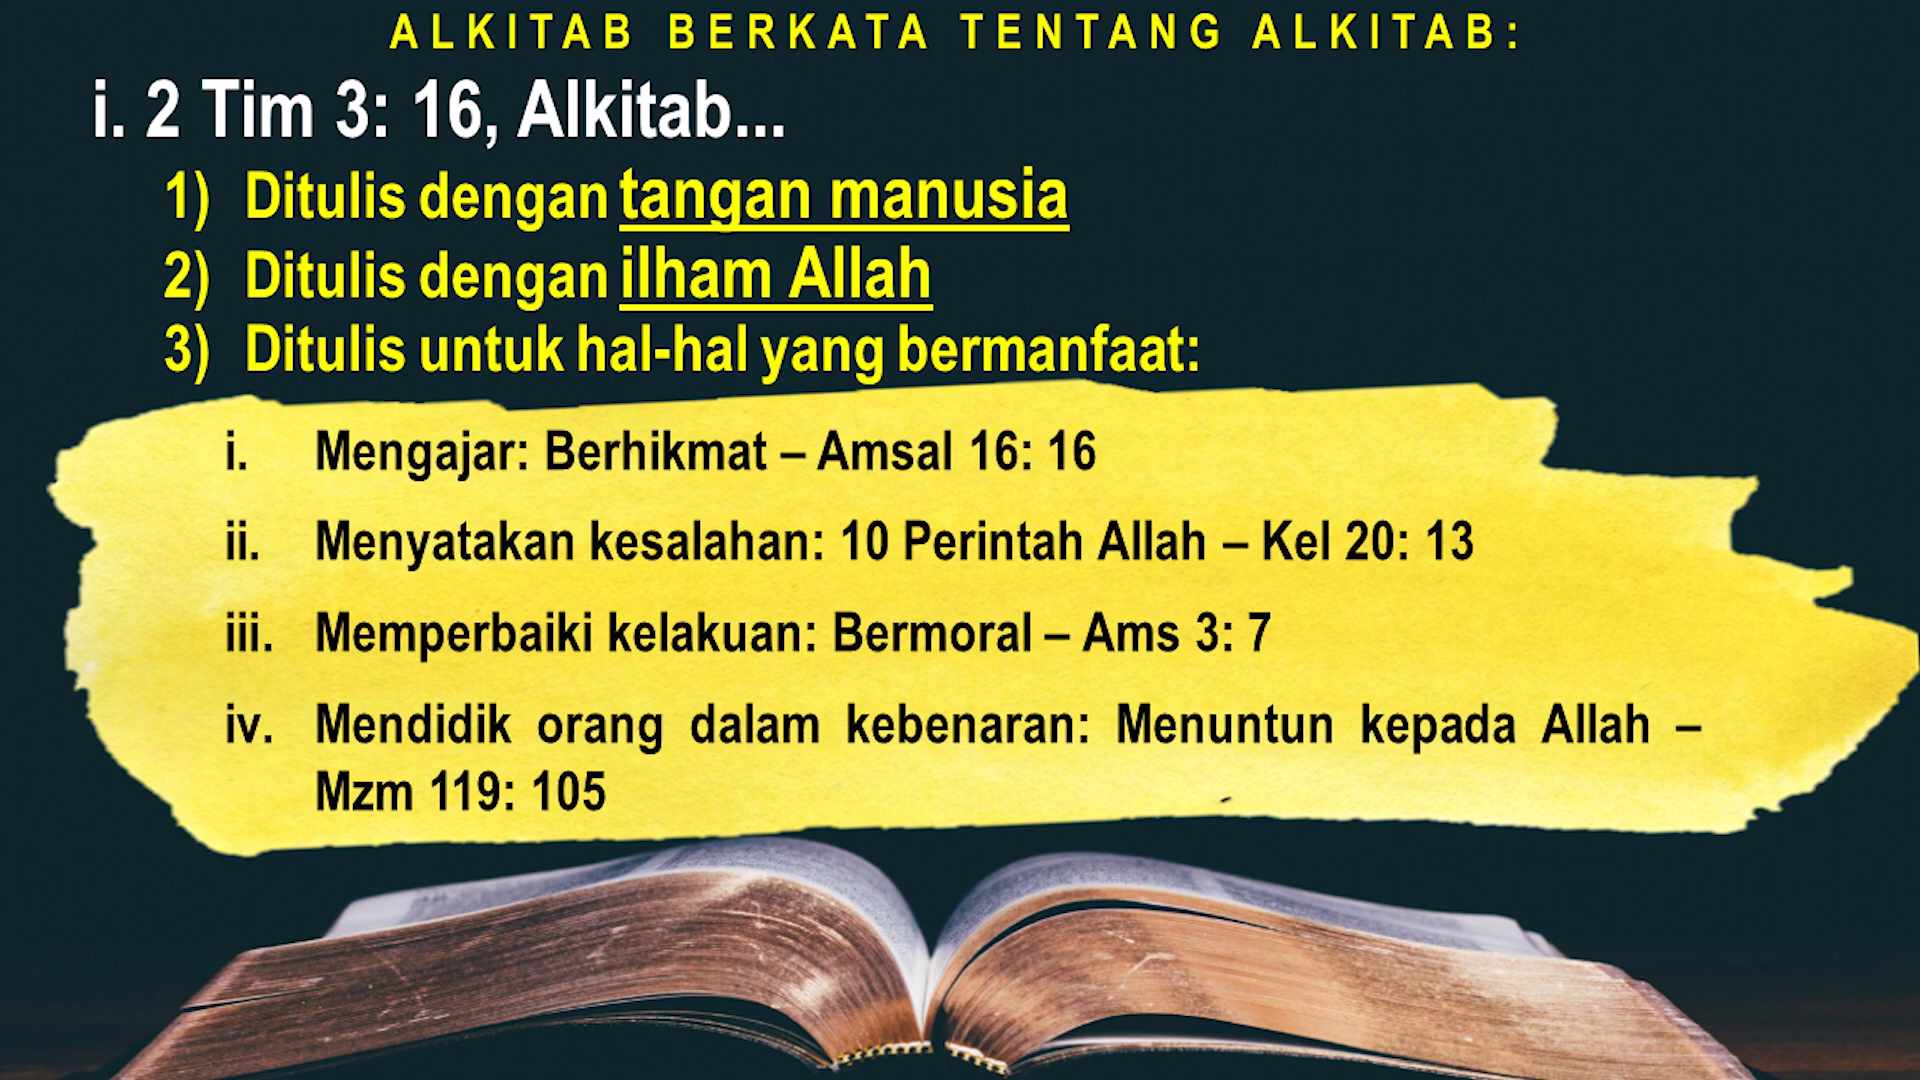 ALKITAB BERKATA TENTANG ALKITAB:
i. 2 Tim 3: 16, Alkitab...
1) Ditulis dengan tangan manusia
2) Ditulis dengan ilham Allah
3) Ditulis untuk hal-hal yang bermanfaat:
i. Mengajar: Berhikmat – Amsal 16: 16
ii. Menyatakan kesalahan: 10 Perintah Allah – Kel 20: 13
iii. Memperbaiki kelakuan: Bermoral – Ams 3: 7
iv. Mendidik orang dalam kebenaran: Menuntun kepada Allah –
Mzm 119: 105